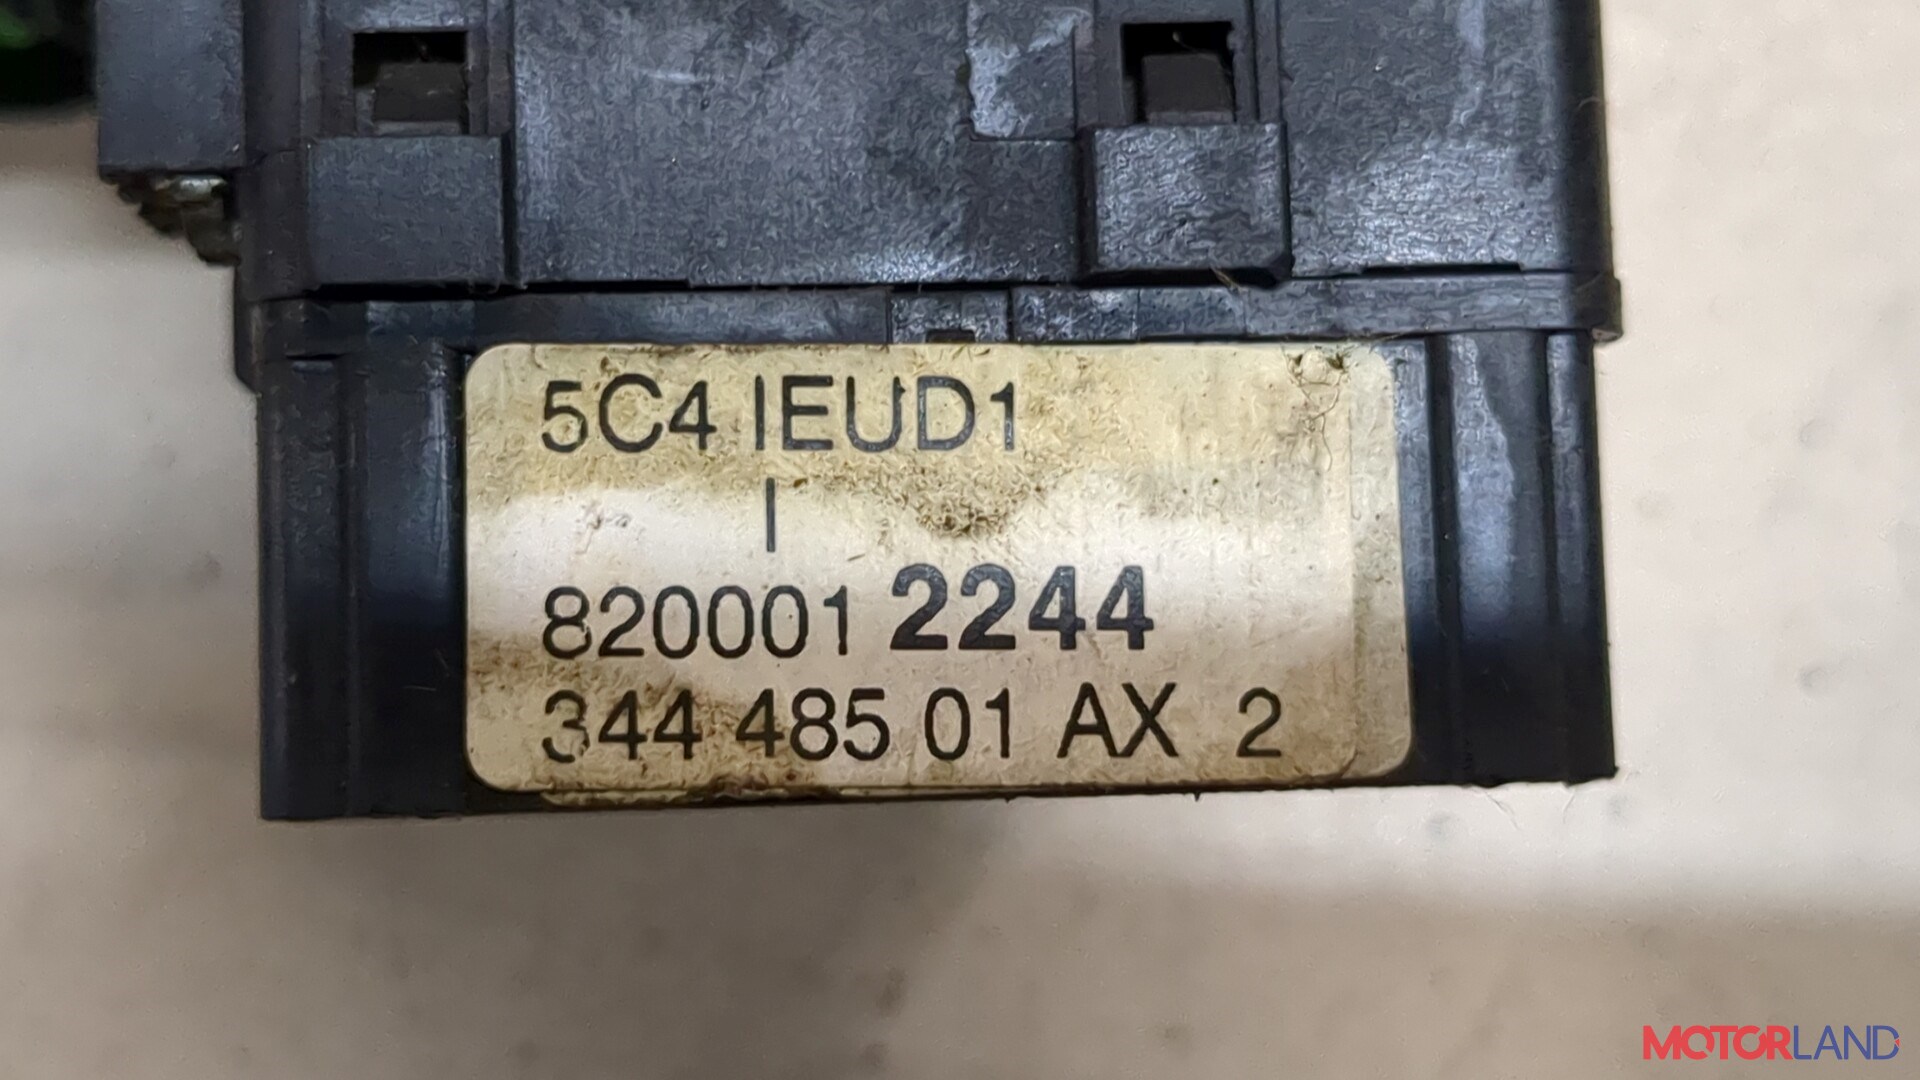 5C4 IEUD1
I
820001 2244
344 485 01 AX 2
MOTORLAND